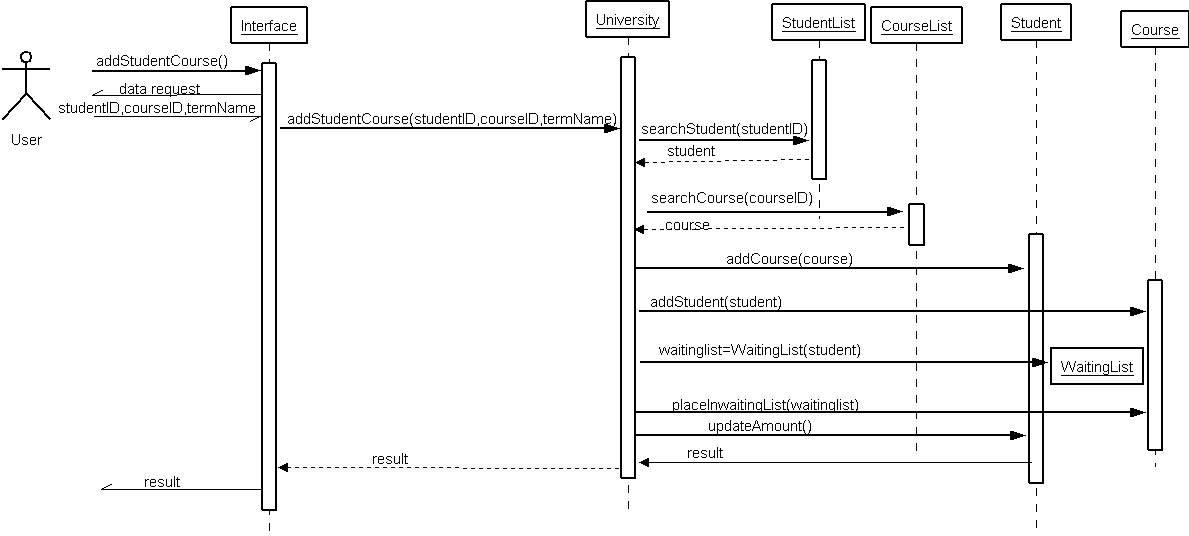 Interface
University
StudentList
CourseList
Student
Course
User
addStudentCourse()
data request
studentID,courseID,termName
addStudentCourse(studentID,courseID,termName)
searchStudent(studentID)
student
searchCourse(courseID)
course
addCourse(course)
addStudent(student)
waitinglist=WaitingList(student)
WaitingList
placeInwaitingList(waitinglist)
updateAmount()
result
result
result